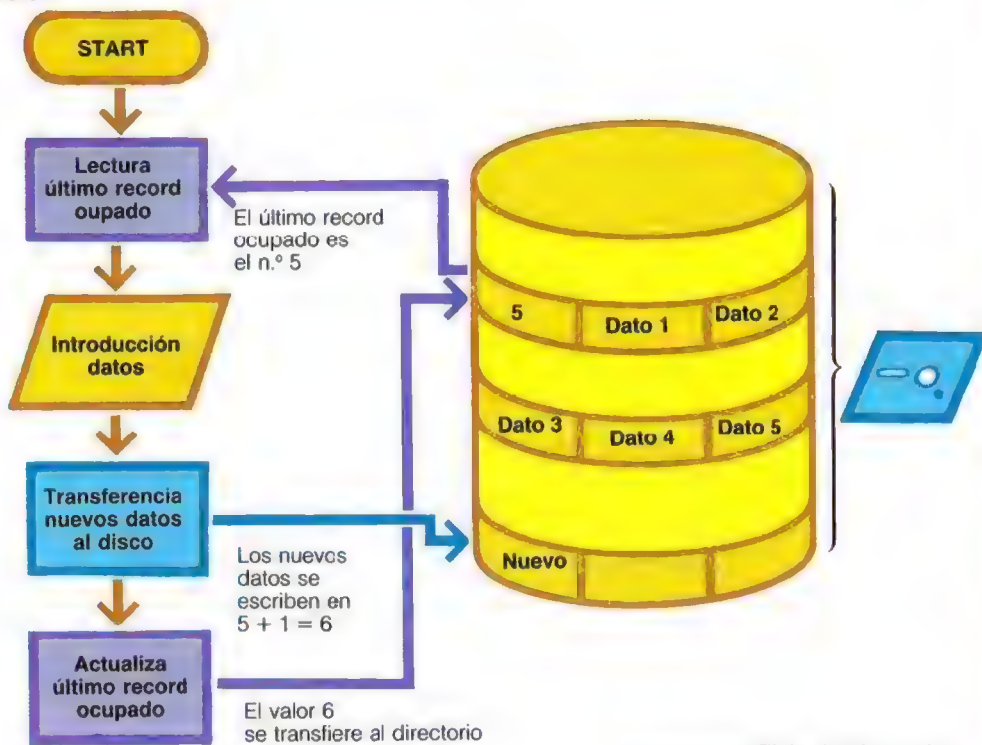 START
Lectura
último record
oupado
El último record
ocupado es
el n.º 5
Introducción
datos
Transferencia
nuevos datos
al disco
Los nuevos
datos se
escriben en
5 + 1 = 6
Actualiza
último record
ocupado
El valor 6
se transfiere al directorio
5
Dato 1
Dato 2
Dato 3
Dato 4
Dato 5
Nuevo